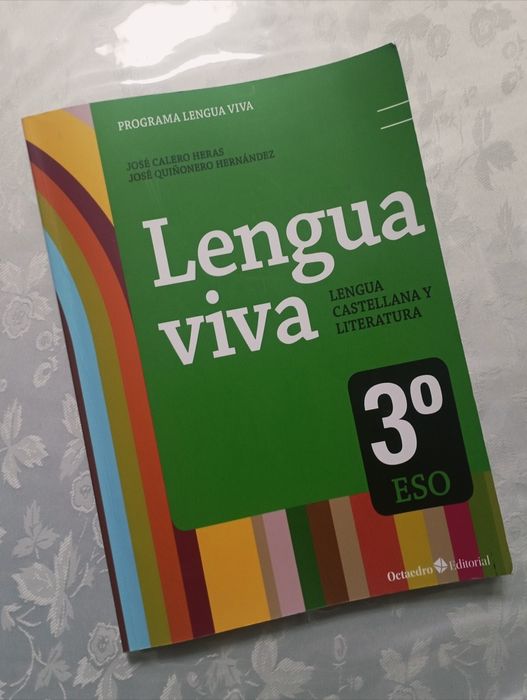 PROGRAMA LENGUA VIVA
JOSÉ CALERO HERAS
JOSÉ QUIÑONERO HERNÁNDEZ
Lengua
viva
LENGUA
CASTELLANA Y
LITERATURA
3º
ESO
Octaedro Editorial